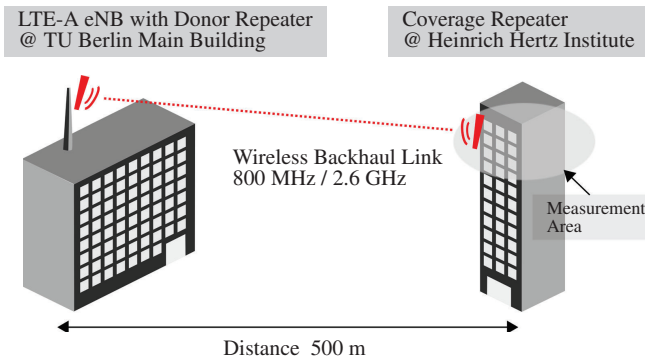 LTE-A eNB with Donor Repeater
@ TU Berlin Main Building
Coverage Repeater
@ Heinrich Hertz Institute
Wireless Backhaul Link
800 MHz / 2.6 GHz
Measurement
Area
Distance 500 m